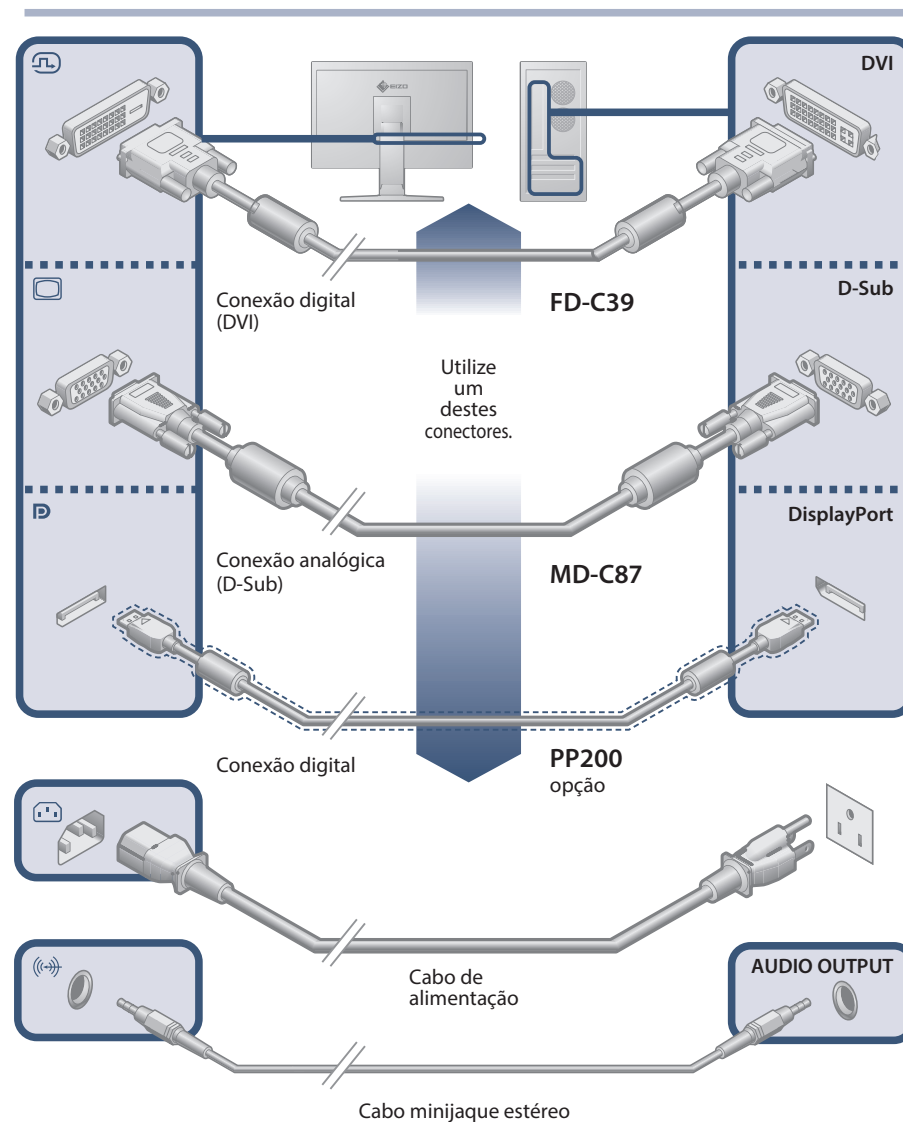 EIZO
DVI
Conexão digital
(DVI)
FD-C39
D-Sub
Utilize
um
destes
conectores.
Conexão analógica
(D-Sub)
MD-C87
DisplayPort
Conexão digital
PP200
opção
Cabo de
alimentação
AUDIO OUTPUT
Cabo minijaque estéreo